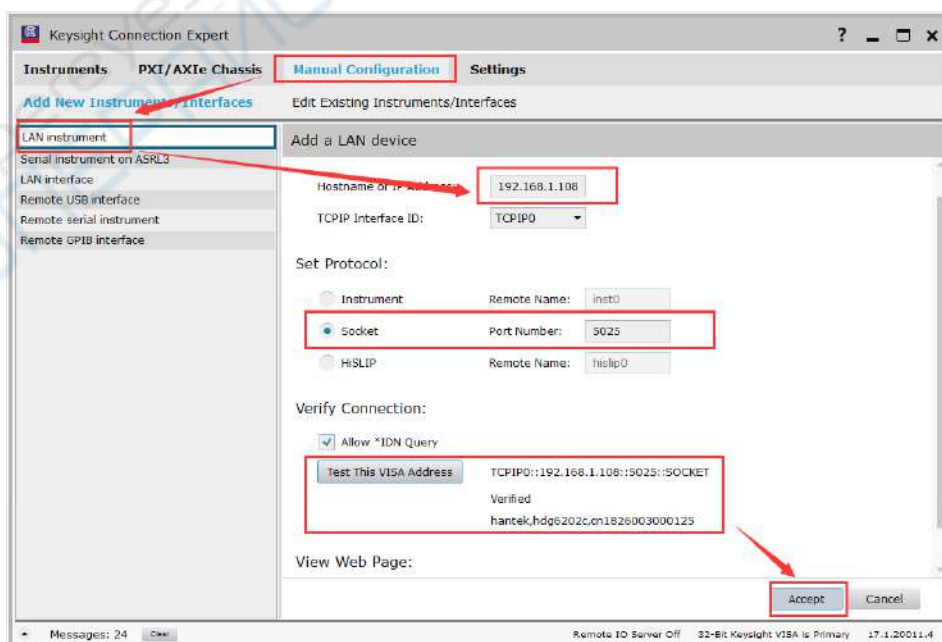 Keysight Connection Expert
Instruments PXI/AXIe Chassis Manual Configuration Settings
Add New Instruments/Interfaces Edit Existing Instruments/Interfaces
LAN instrument
Serial instrument on ASRL3
LAN interface
Remote USB interface
Remote serial instrument
Remote GPIB interface
Add a LAN device
Hostname or IP Address: 192.168.1.108
TCPIP Interface ID: TCPIP0
Set Protocol:
Instrument Remote Name: inst0
Socket Port Number: 5025
HiSLIP Remote Name: hislip0
Verify Connection:
Allow *IDN Query
Test This VISA Address TCPIP0::192.168.1.108::5025::SOCKET
Verified
hantek,hdg6202c,cn1826003000125
View Web Page:
Accept Cancel
Messages: 24 Clear Remote IO Server Off 32-Bit Keysight VISA is Primary 17.1.20011.4